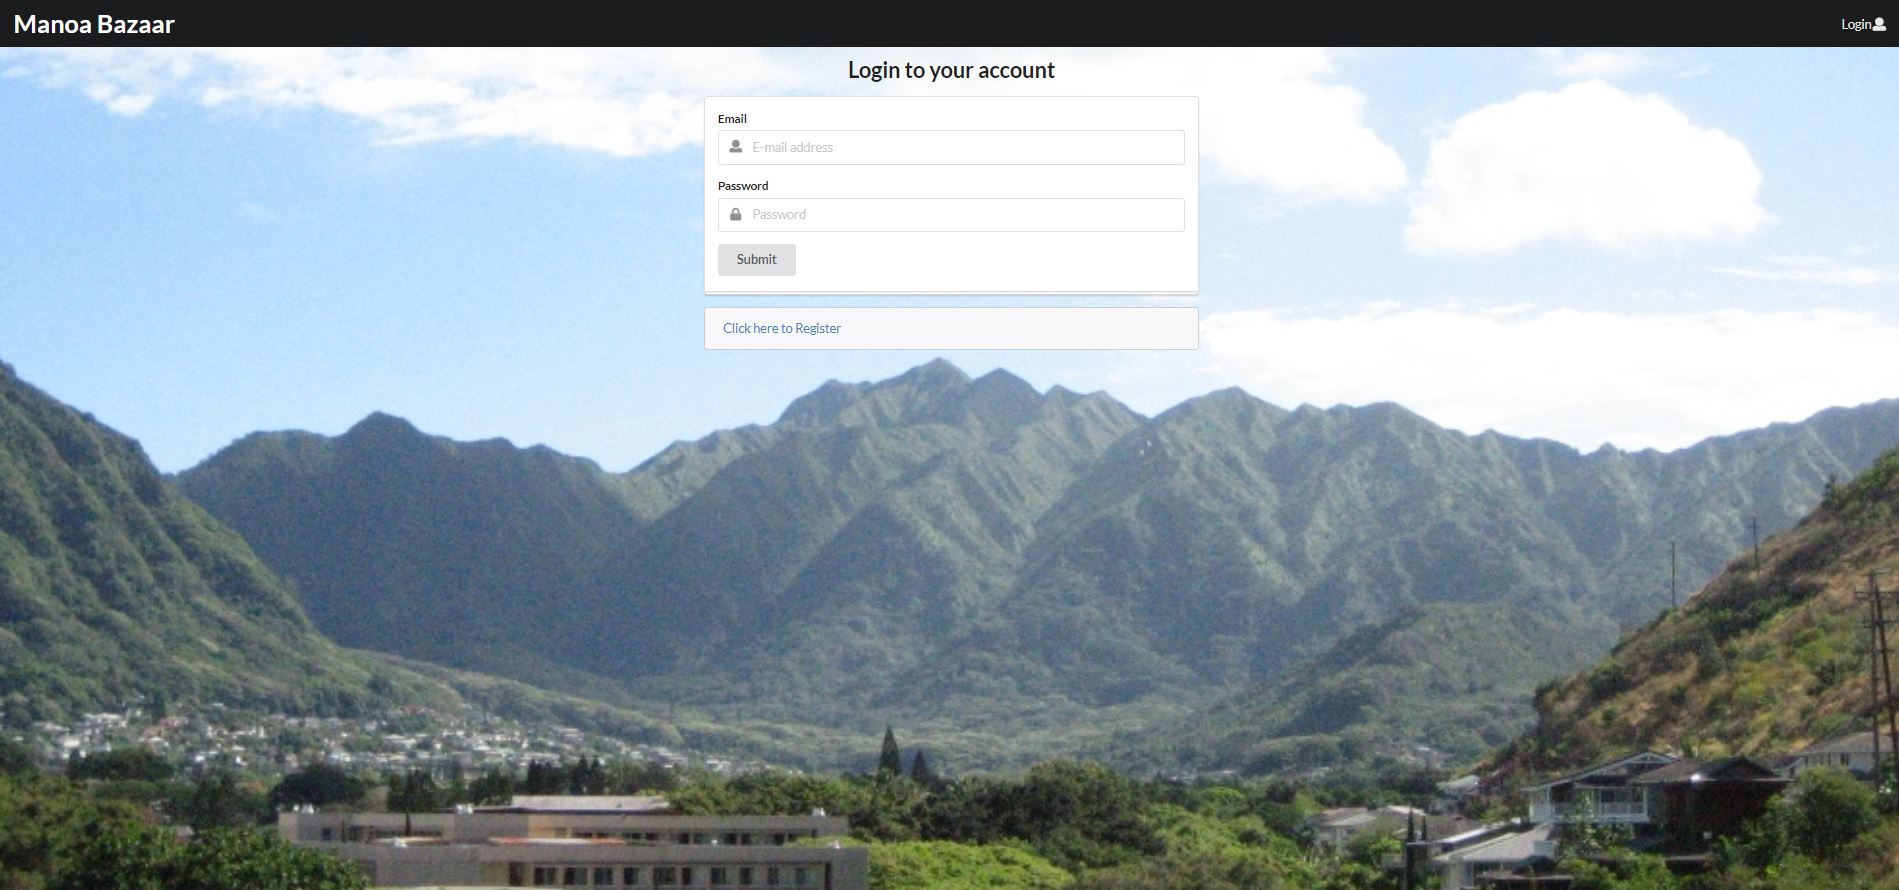 Manoa Bazaar
Login
Login to your account
Email
E-mail address
Password
Password
Submit
Click here to Register